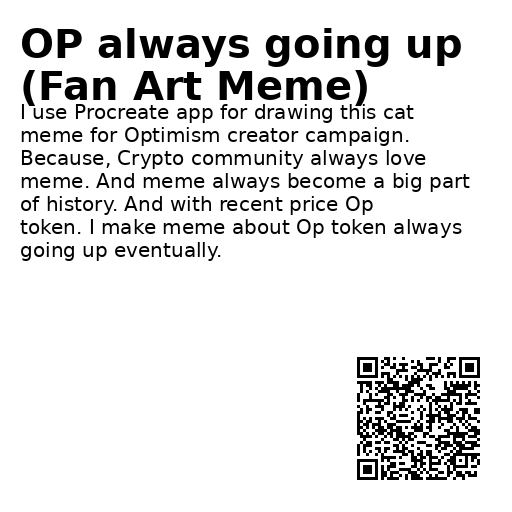 OP always going up
(Fan Art Meme)
I use Procreate app for drawing this cat
meme for Optimism creator campaign.
Because, Crypto community always love
meme. And meme always become a big part
of history. And with recent price Op
token. I make meme about Op token always
going up eventually.